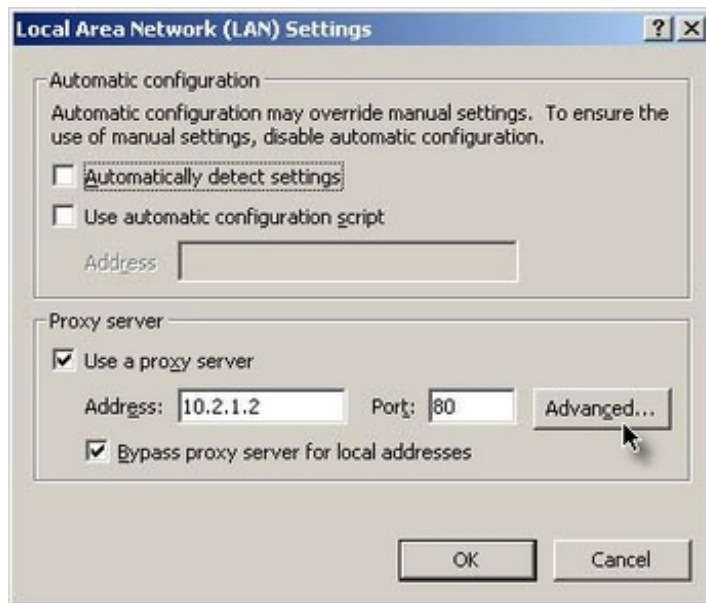 Local Area Network (LAN) Settings
Automatic configuration
Automatic configuration may override manual settings. To ensure the
use of manual settings, disable automatic configuration.
Automatically detect settings
Use automatic configuration script
Address
Proxy server
Use a proxy server
Address: 10.2.1.2 Port: 80 Advanced...
Bypass proxy server for local addresses
OK Cancel